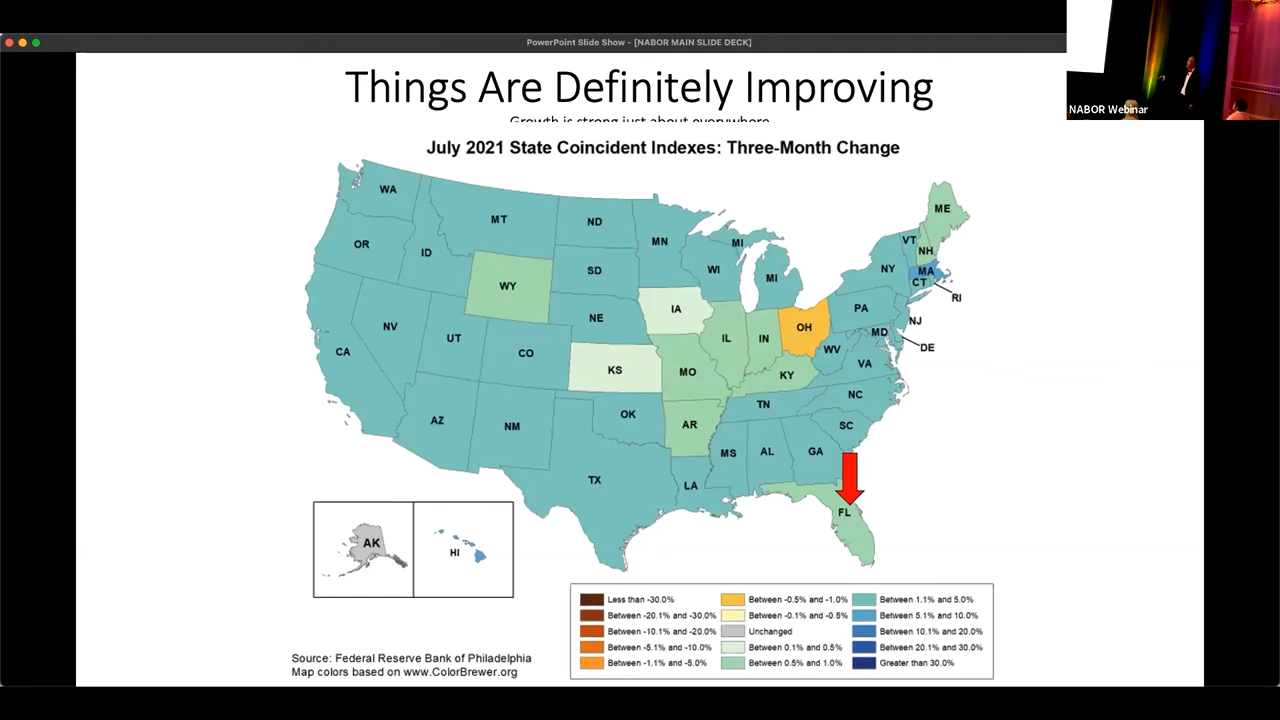 PowerPoint Slide Show - [NABOR MAIN SLIDE DECK]
NABOR Webinar
Things Are Definitely Improving
Growth is strong just about everywhere
July 2021 State Coincident Indexes: Three-Month Change
WA
MT
ND
MN
MI
ME
VT
NH
OR
ID
SD
WI
MI
NY
MA
CT
RI
WY
IA
PA
NJ
NV
NE
IL
IN
OH
MD
DE
CA
UT
CO
KS
MO
KY
WV
VA
AZ
NM
OK
AR
TN
NC
SC
TX
LA
MS
AL
GA
FL
AK
HI
Less than -30.0%
Between -20.1% and -30.0%
Between -10.1% and -20.0%
Between -5.1% and -10.0%
Between -1.1% and -5.0%
Between -0.5% and -1.0%
Between -0.1% and -0.5%
Unchanged
Between 0.1% and 0.5%
Between 0.5% and 1.0%
Between 1.1% and 5.0%
Between 5.1% and 10.0%
Between 10.1% and 20.0%
Between 20.1% and 30.0%
Greater than 30.0%
Source: Federal Reserve Bank of Philadelphia
Map colors based on www.ColorBrewer.org